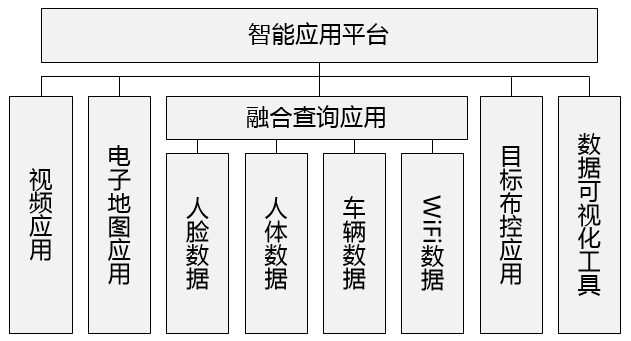 智能应用平台
视频应用
电子地图应用
融合查询应用
人脸数据
人体数据
车辆数据
WiFi数据
目标布控应用
数据可视化工具